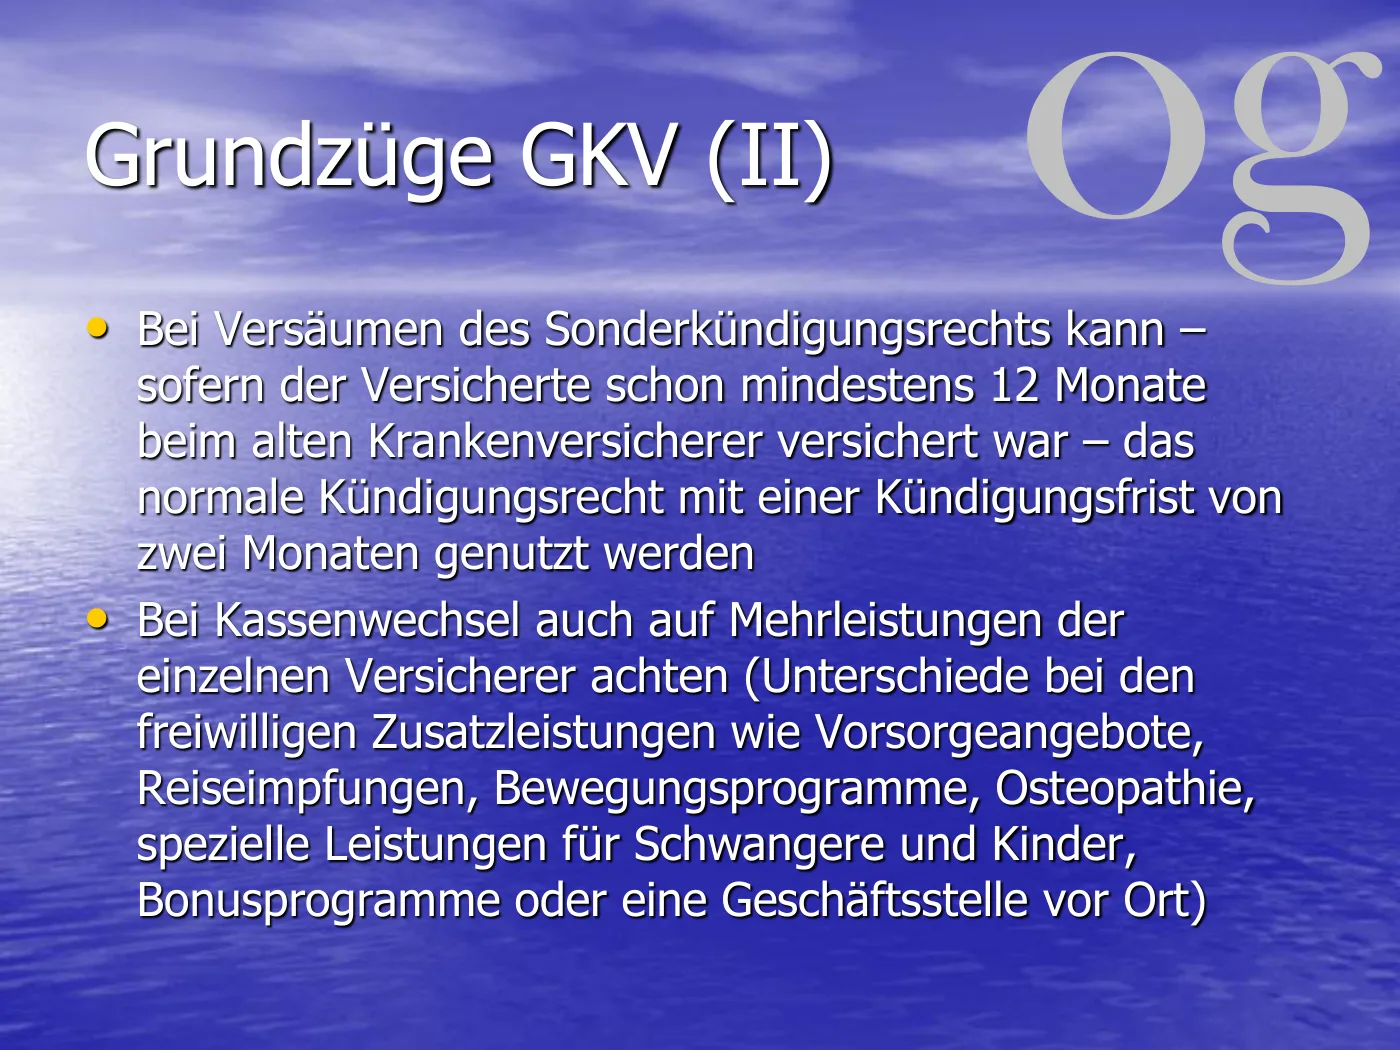 og
Grundzüge GKV (II)
• Bei Versäumen des Sonderkündigungsrechts kann –
sofern der Versicherte schon mindestens 12 Monate
beim alten Krankenversicherer versichert war – das
normale Kündigungsrecht mit einer Kündigungsfrist von
zwei Monaten genutzt werden
• Bei Kassenwechsel auch auf Mehrleistungen der
einzelnen Versicherer achten (Unterschiede bei den
freiwilligen Zusatzleistungen wie Vorsorgeangebote,
Reiseimpfungen, Bewegungsprogramme, Osteopathie,
spezielle Leistungen für Schwangere und Kinder,
Bonusprogramme oder eine Geschäftsstelle vor Ort)